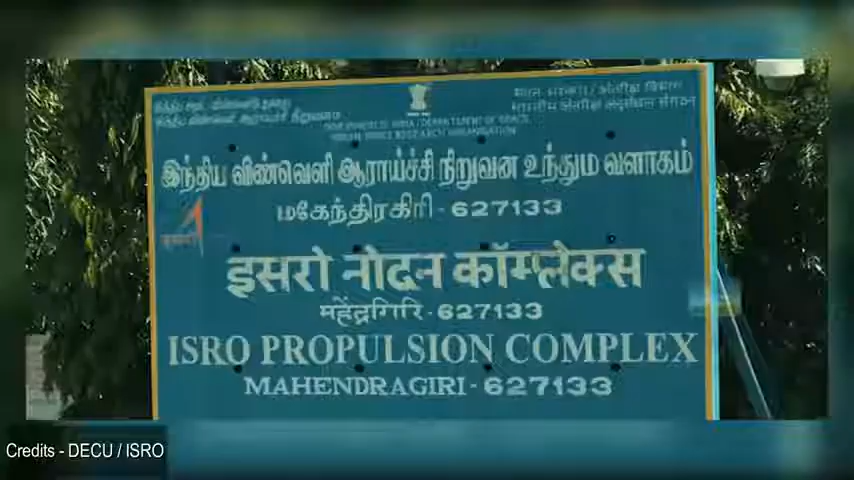 இந்திய விண்வெளி ஆராய்ச்சி நிறுவன உந்தும வளாகம்
மகேந்திரகிரி - 627133
इसरो नोदन कॉम्प्लेक्स
महेंद्रगिरि - 627133
ISRO PROPULSION COMPLEX
MAHENDRAGIRI - 627133
Credits - DECU / ISRO